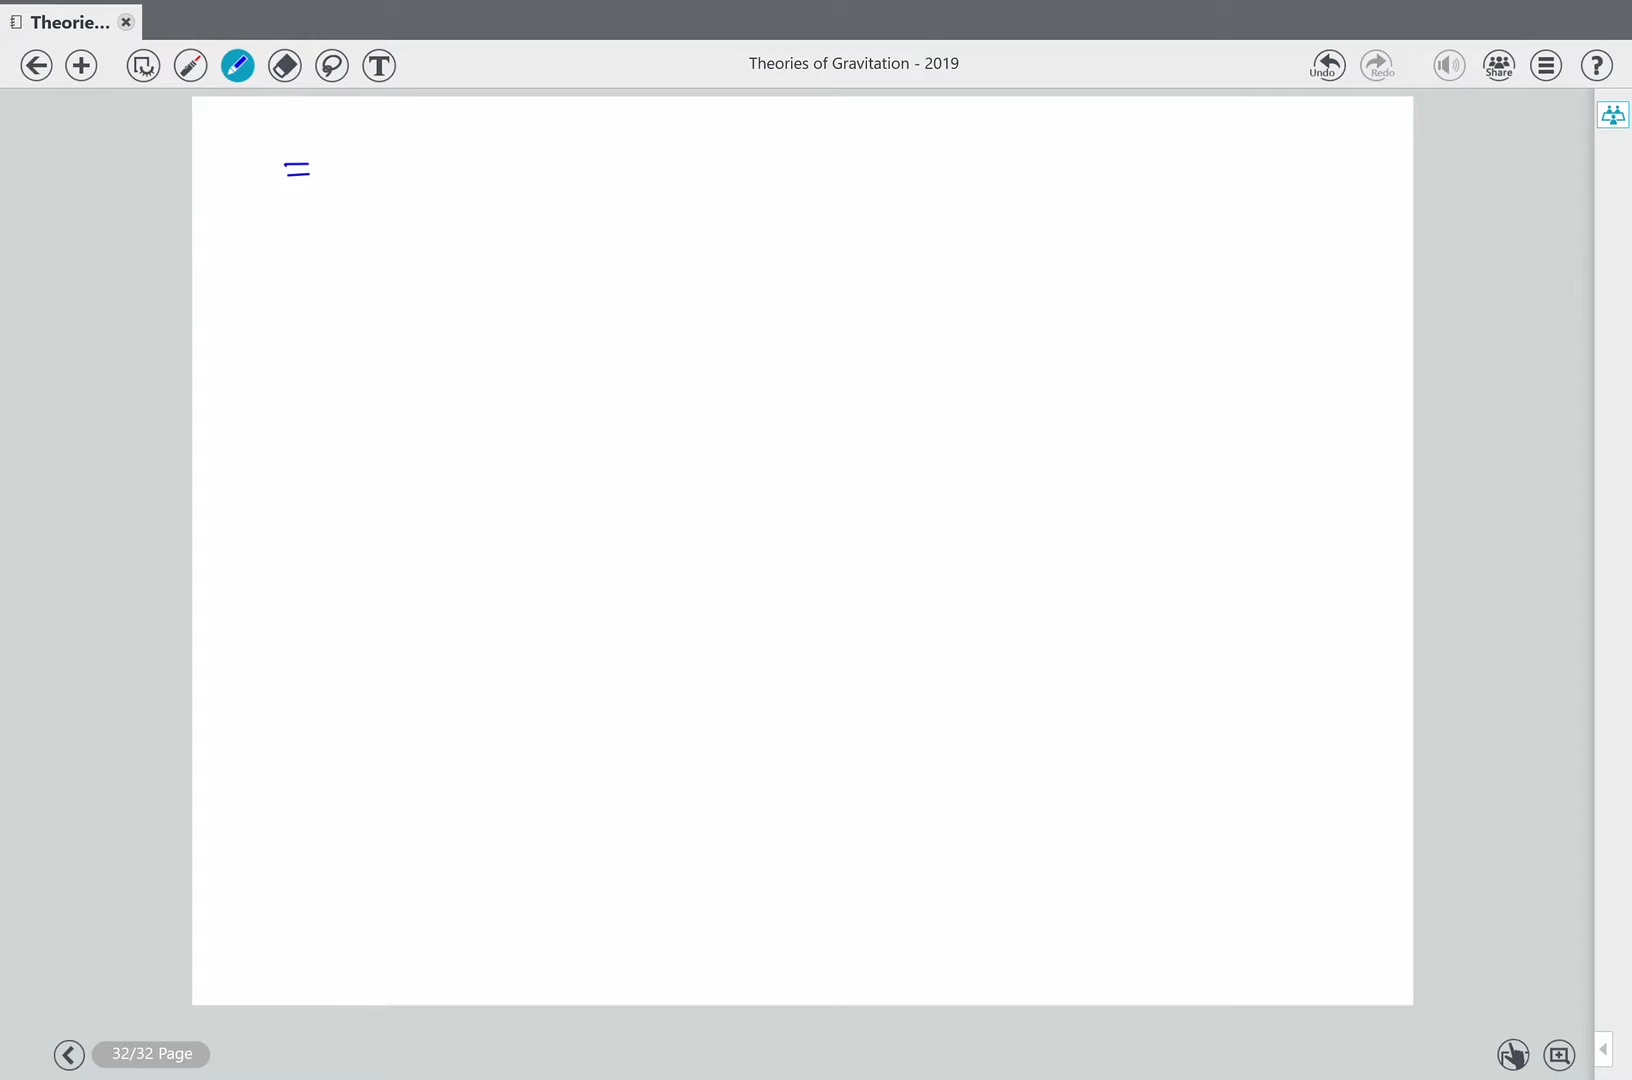 Theorie...
Theories of Gravitation - 2019
Undo
Redo
Share
?
T
=
32/32 Page